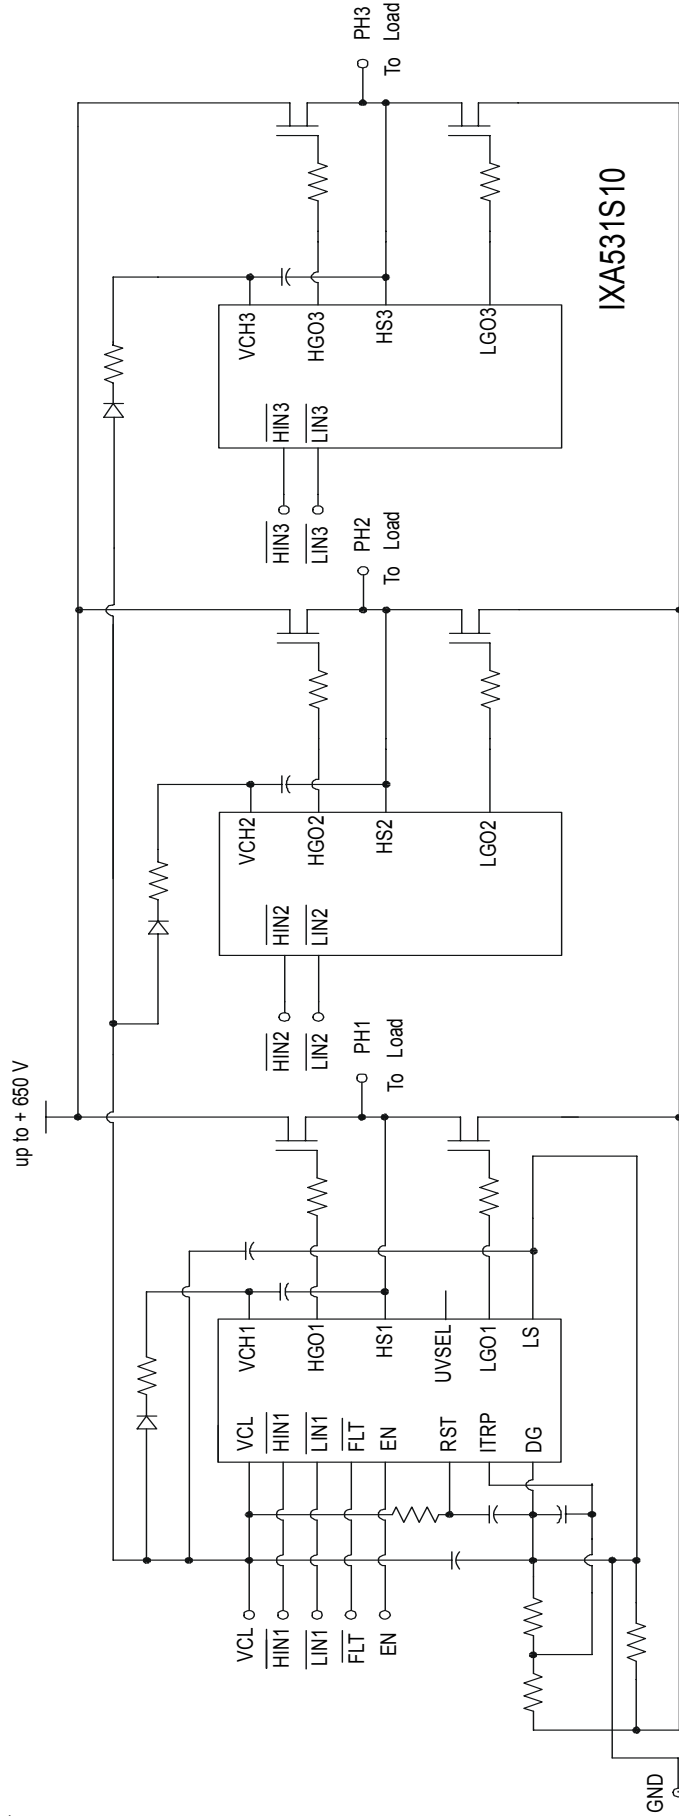 up to + 650 V
VCL
HIN1
LIN1
FLT
EN
GND
VCL
HIN1
LIN1
FLT
EN
RST
ITRP
DG
VCH1
HGO1
HS1
UVSEL
LGO1
LS
PH1
To Load
HIN2
LIN2
HIN2
LIN2
VCH2
HGO2
HS2
LGO2
PH2
To Load
HIN3
LIN3
HIN3
LIN3
VCH3
HGO3
HS3
LGO3
PH3
To Load
IXA531S10